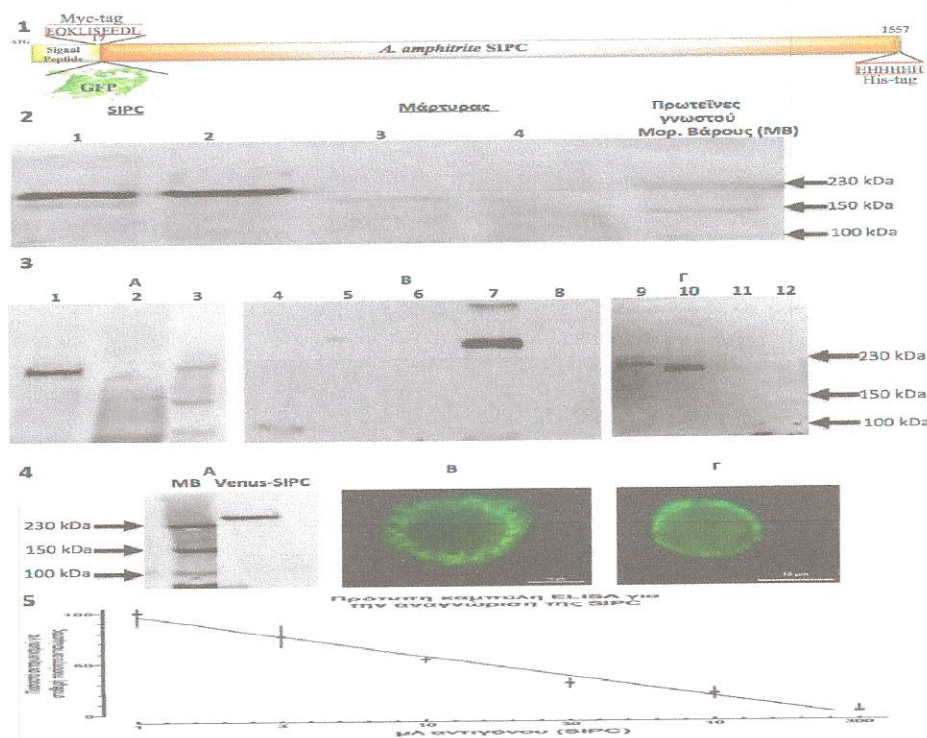 Myc-tag
1
EQKLISEEDL
1557
ATG
17
Signal
Peptide
A. amphitrite SIPC
HHHHHH
His-tag
GFP
SIPC
Μάρτυρας
Πρωτεΐνες
γνωστού
Μορ. Βάρους (ΜΒ)
2
1 2 3 4
230 kDa
150 kDa
100 kDa
3
Α Β Γ
1 2 3 4 5 6 7 8 9 10 11 12
230 kDa
150 kDa
100 kDa
4
Α Β Γ
MB Venus-SIPC
230 kDa
150 kDa
100 kDa
5
Πρότυπη καμπύλη ELISA για
την αναγνώριση της SIPC
100
50
0
1 3 10 30 10 300
μΛ αντιγόνου (SIPC)